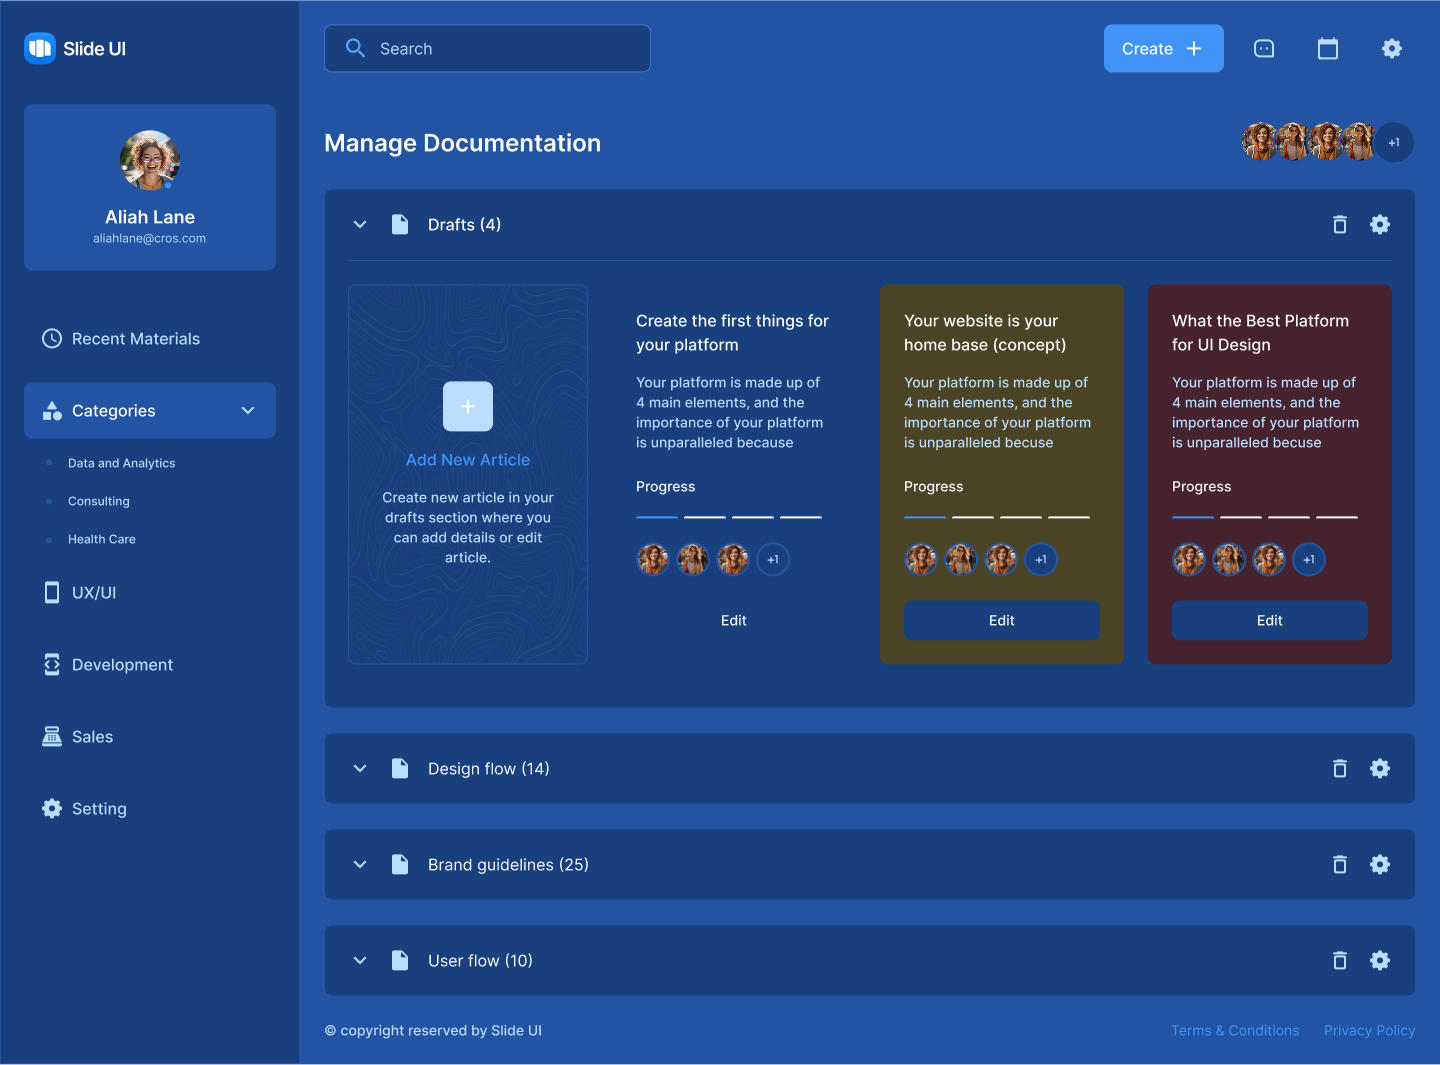 Slide UI
Search
Create
Manage Documentation
+1
Aliah Lane
aliahlane@cros.com
Recent Materials
Categories
Data and Analytics
Consulting
Health Care
UX/UI
Development
Sales
Setting
Drafts (4)
Add New Article
Create new article in your
drafts section where you
can add details or edit
article.
Create the first things for
your platform
Your platform is made up of
4 main elements, and the
importance of your platform
is unparalleled because
Progress
+1
Edit
Your website is your
home base (concept)
Your platform is made up of
4 main elements, and the
importance of your platform
is unparalleled becuse
Progress
+1
Edit
What the Best Platform
for UI Design
Your platform is made up of
4 main elements, and the
importance of your platform
is unparalleled becuse
Progress
+1
Edit
Design flow (14)
Brand guidelines (25)
User flow (10)
© copyright reserved by Slide UI
Terms & Conditions
Privacy Policy